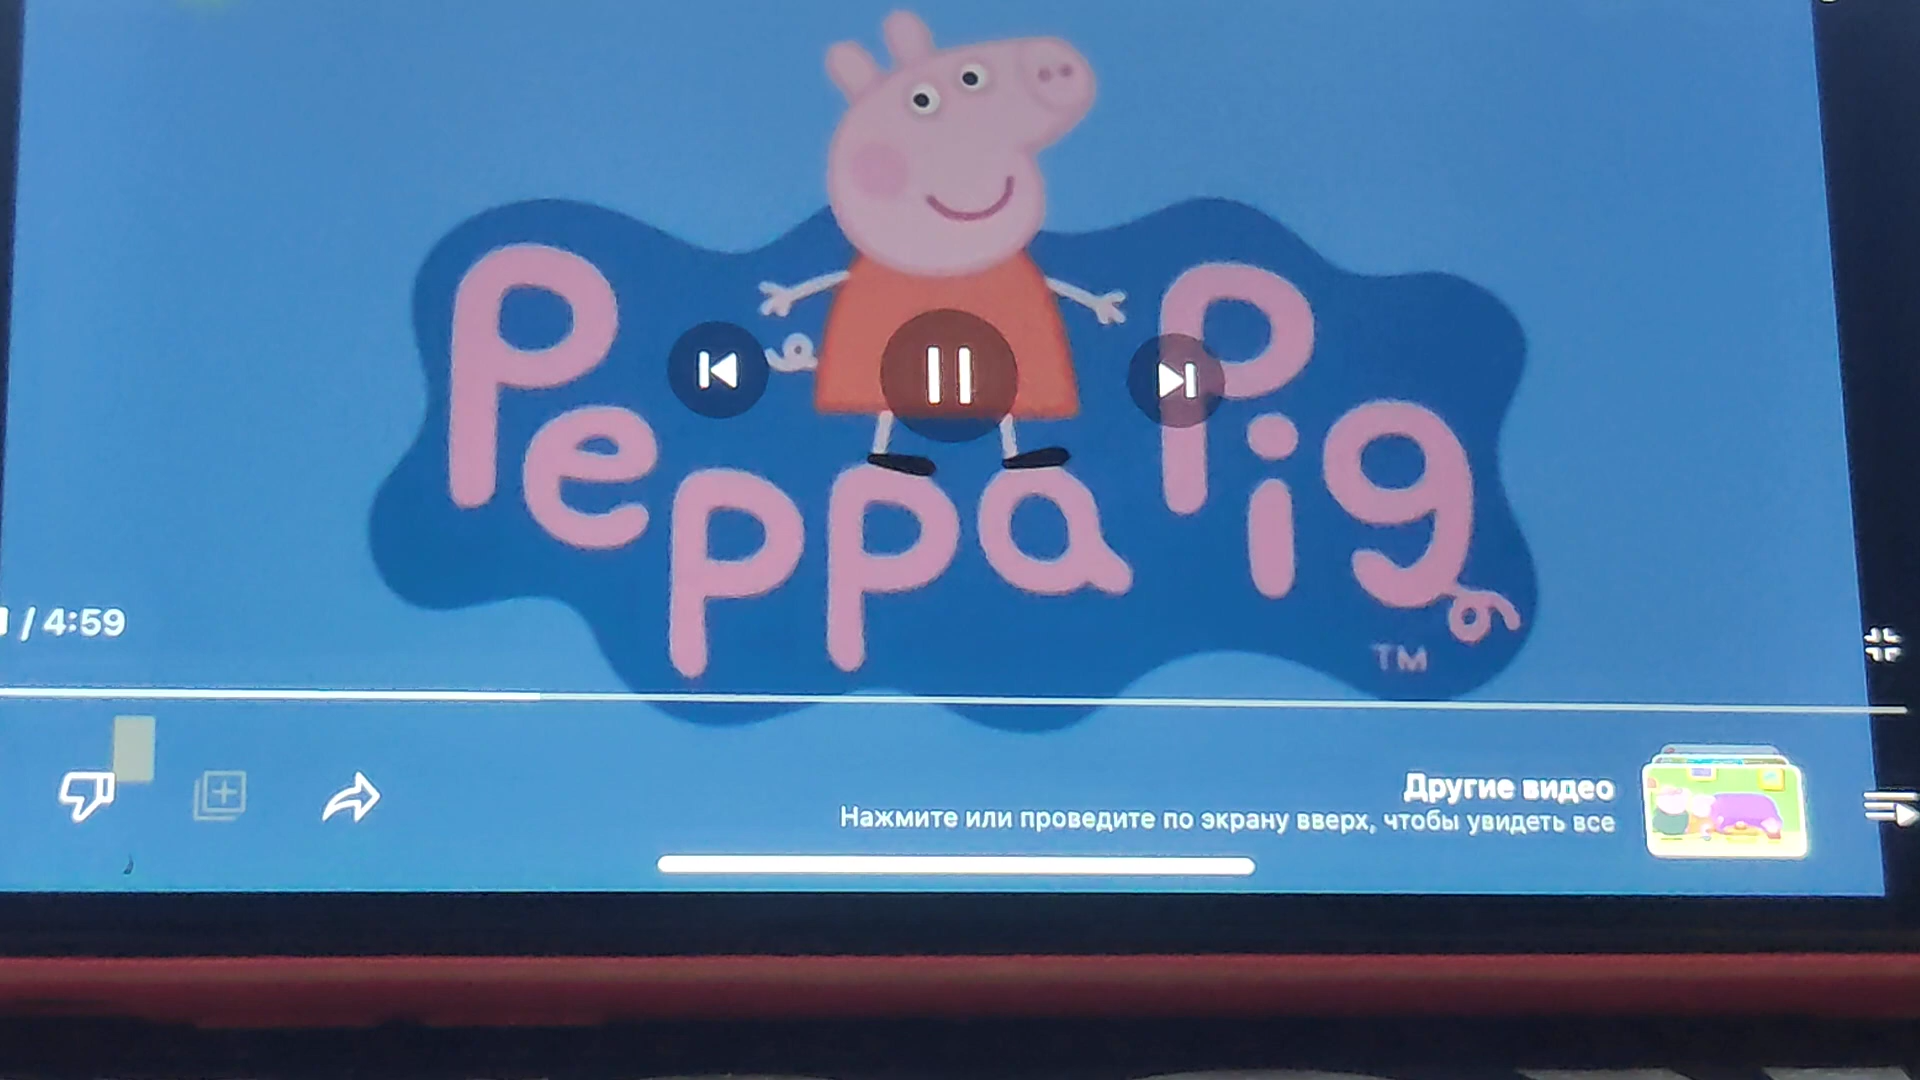 Peppa Pig
TM
/ 4:59
Другие видео
Нажмите или проведите по экрану вверх, чтобы увидеть все